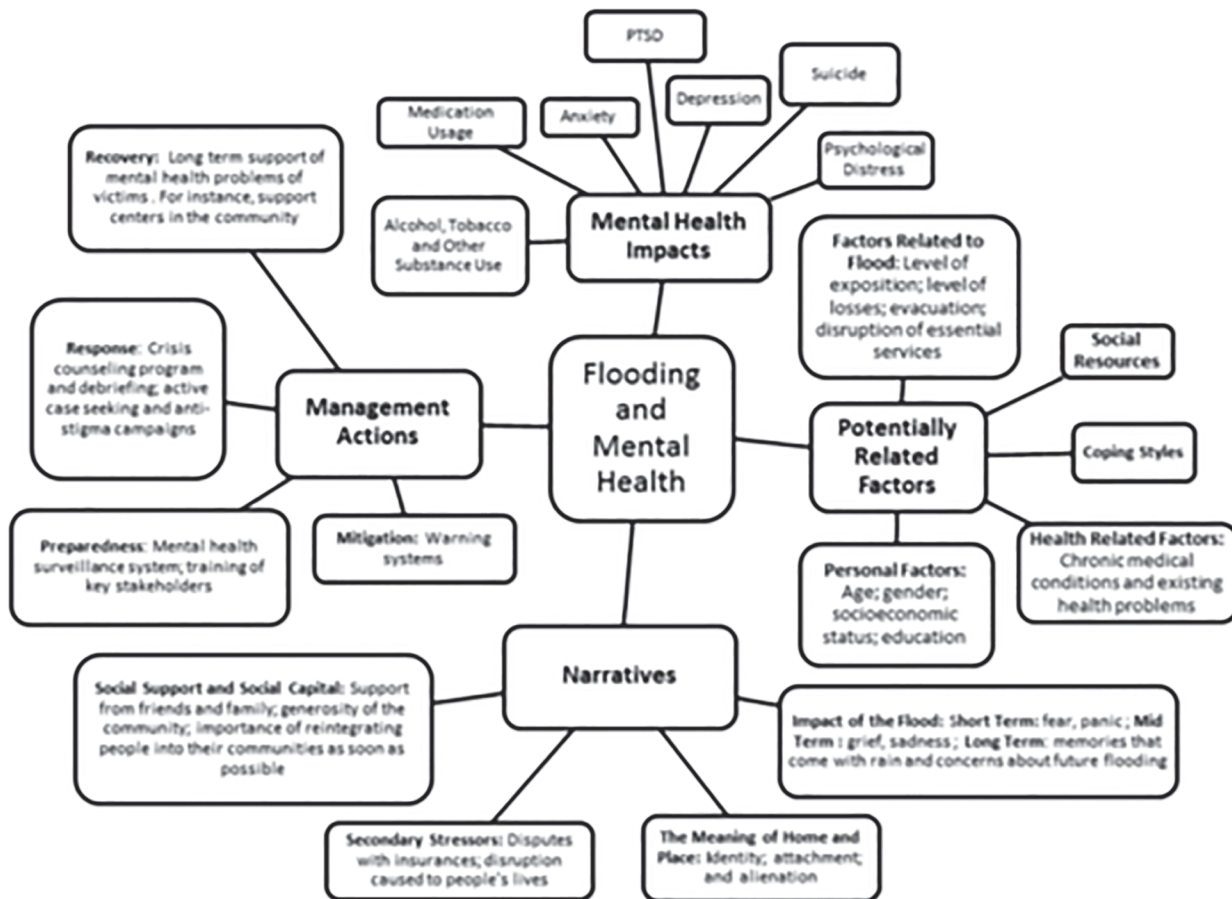 PTSD
Suicide
Depression
Anxiety
Medication
Usage
Psychological
Distress
Alcohol, Tobacco
and Other
Substance Use
Mental Health
Impacts
Recovery: Long term support of
mental health problems of
victims . For instance, support
centers in the community
Response: Crisis
counseling program
and debriefing; active
case seeking and anti-
stigma campaigns
Management
Actions
Preparedness: Mental health
surveillance system; training of
key stakeholders
Mitigation: Warning
systems
Flooding
and
Mental
Health
Factors Related to
Flood: Level of
exposition; level of
losses; evacuation;
disruption of essential
services
Social
Resources
Potentially
Related
Factors
Coping Styles
Health Related Factors:
Chronic medical
conditions and existing
health problems
Personal Factors:
Age; gender;
socioeconomic
status; education
Narratives
Social Support and Social Capital: Support
from friends and family; generosity of the
community; importance of reintegrating
people into their communities as soon as
possible
Impact of the Flood: Short Term: fear, panic ; Mid
Term : grief, sadness ; Long Term: memories that
come with rain and concerns about future flooding
Secondary Stressors: Disputes
with insurances; disruption
caused to people's lives
The Meaning of Home and
Place: Identity; attachment;
and alienation